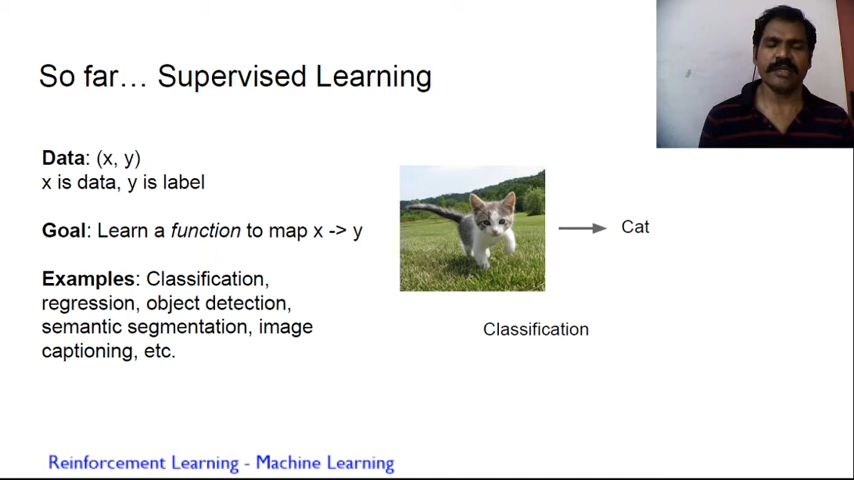 So far… Supervised Learning
Data: (x, y)
x is data, y is label
Goal: Learn a function to map x -> y
Examples: Classification,
regression, object detection,
semantic segmentation, image
captioning, etc.
Cat
Classification
Reinforcement Learning - Machine Learning